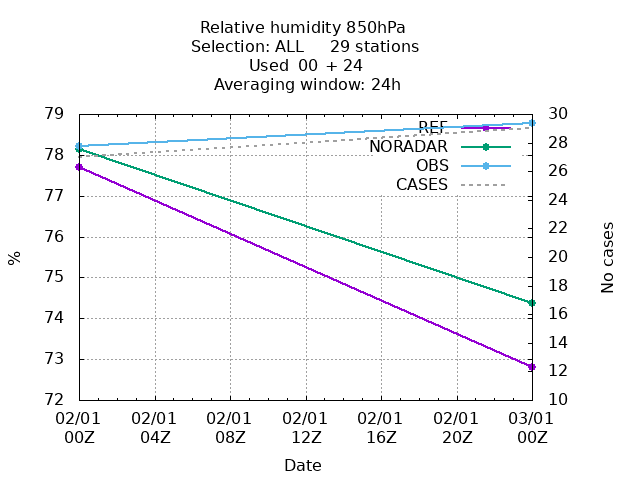 Relative humidity 850hPa
Selection: ALL 29 stations
Used 00 + 24
Averaging window: 24h
79
78
77
76
75
74
73
72
%
30
28
26
24
22
20
18
16
14
12
10
No cases
REF
NORADAR
OBS
CASES
02/01 02/01 02/01 02/01 02/01 02/01 03/01
00Z 04Z 08Z 12Z 16Z 20Z 00Z
Date